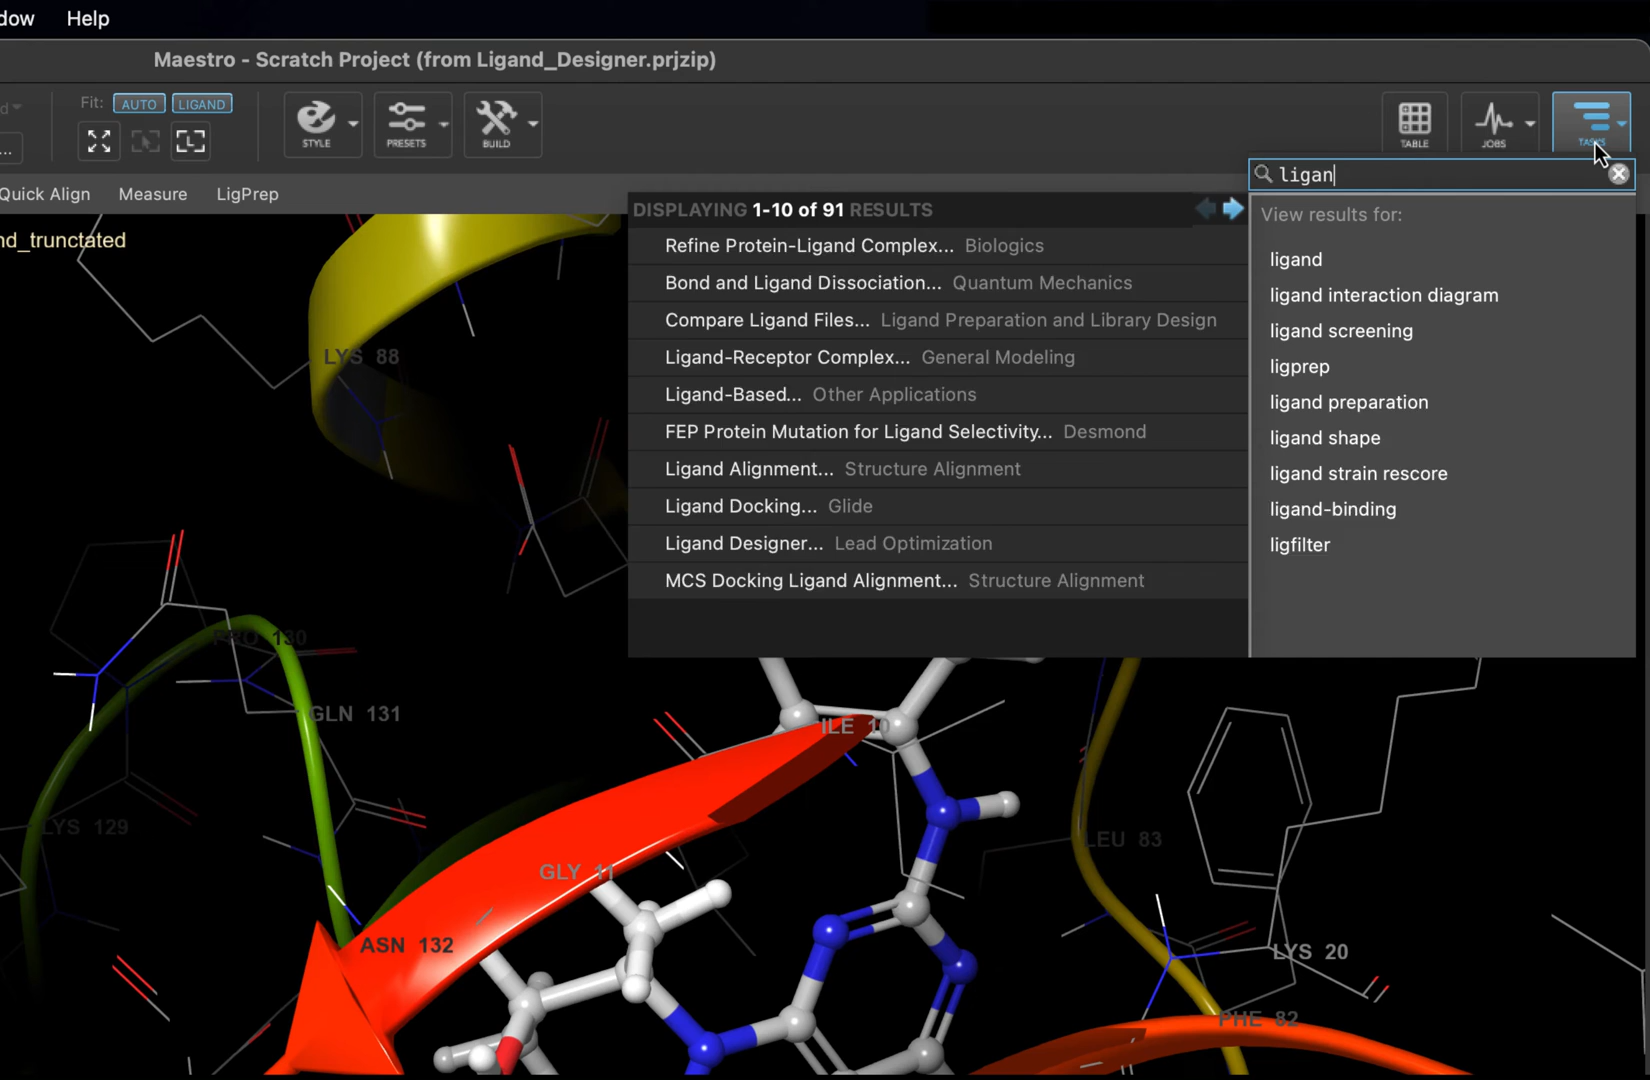 dow Help
Maestro - Scratch Project (from Ligand_Designer.prjzip)
Fit: AUTO LIGAND
STYLE
PRESETS
BUILD
TABLE
JOBS
TASKS
Quick Align Measure LigPrep
ligan
nd_trunctated
DISPLAYING 1-10 of 91 RESULTS
Refine Protein-Ligand Complex... Biologics
Bond and Ligand Dissociation... Quantum Mechanics
Compare Ligand Files... Ligand Preparation and Library Design
Ligand-Receptor Complex... General Modeling
Ligand-Based... Other Applications
FEP Protein Mutation for Ligand Selectivity... Desmond
Ligand Alignment... Structure Alignment
Ligand Docking... Glide
Ligand Designer... Lead Optimization
MCS Docking Ligand Alignment... Structure Alignment
View results for:
ligand
ligand interaction diagram
ligand screening
ligprep
ligand preparation
ligand shape
ligand strain rescore
ligand-binding
ligfilter
LYS 88
PRO 130
GLN 131
ILE 10
LYS 129
LEU 83
GLY 11
ASN 132
LYS 20
PHE 82